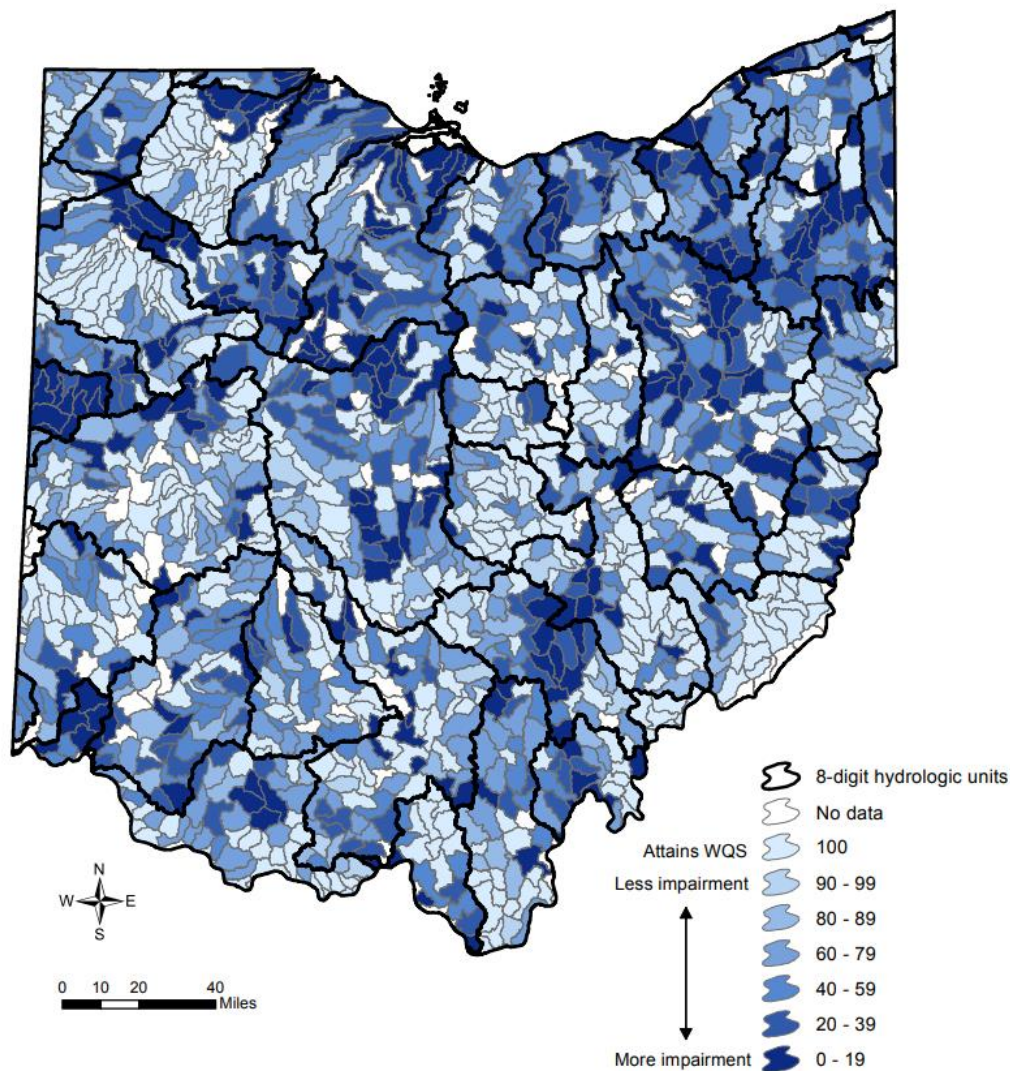 8-digit hydrologic units
No data
Attains WQS 100
Less impairment 90 - 99
80 - 89
60 - 79
40 - 59
20 - 39
More impairment 0 - 19
N
W E
S
0 10 20 40
Miles